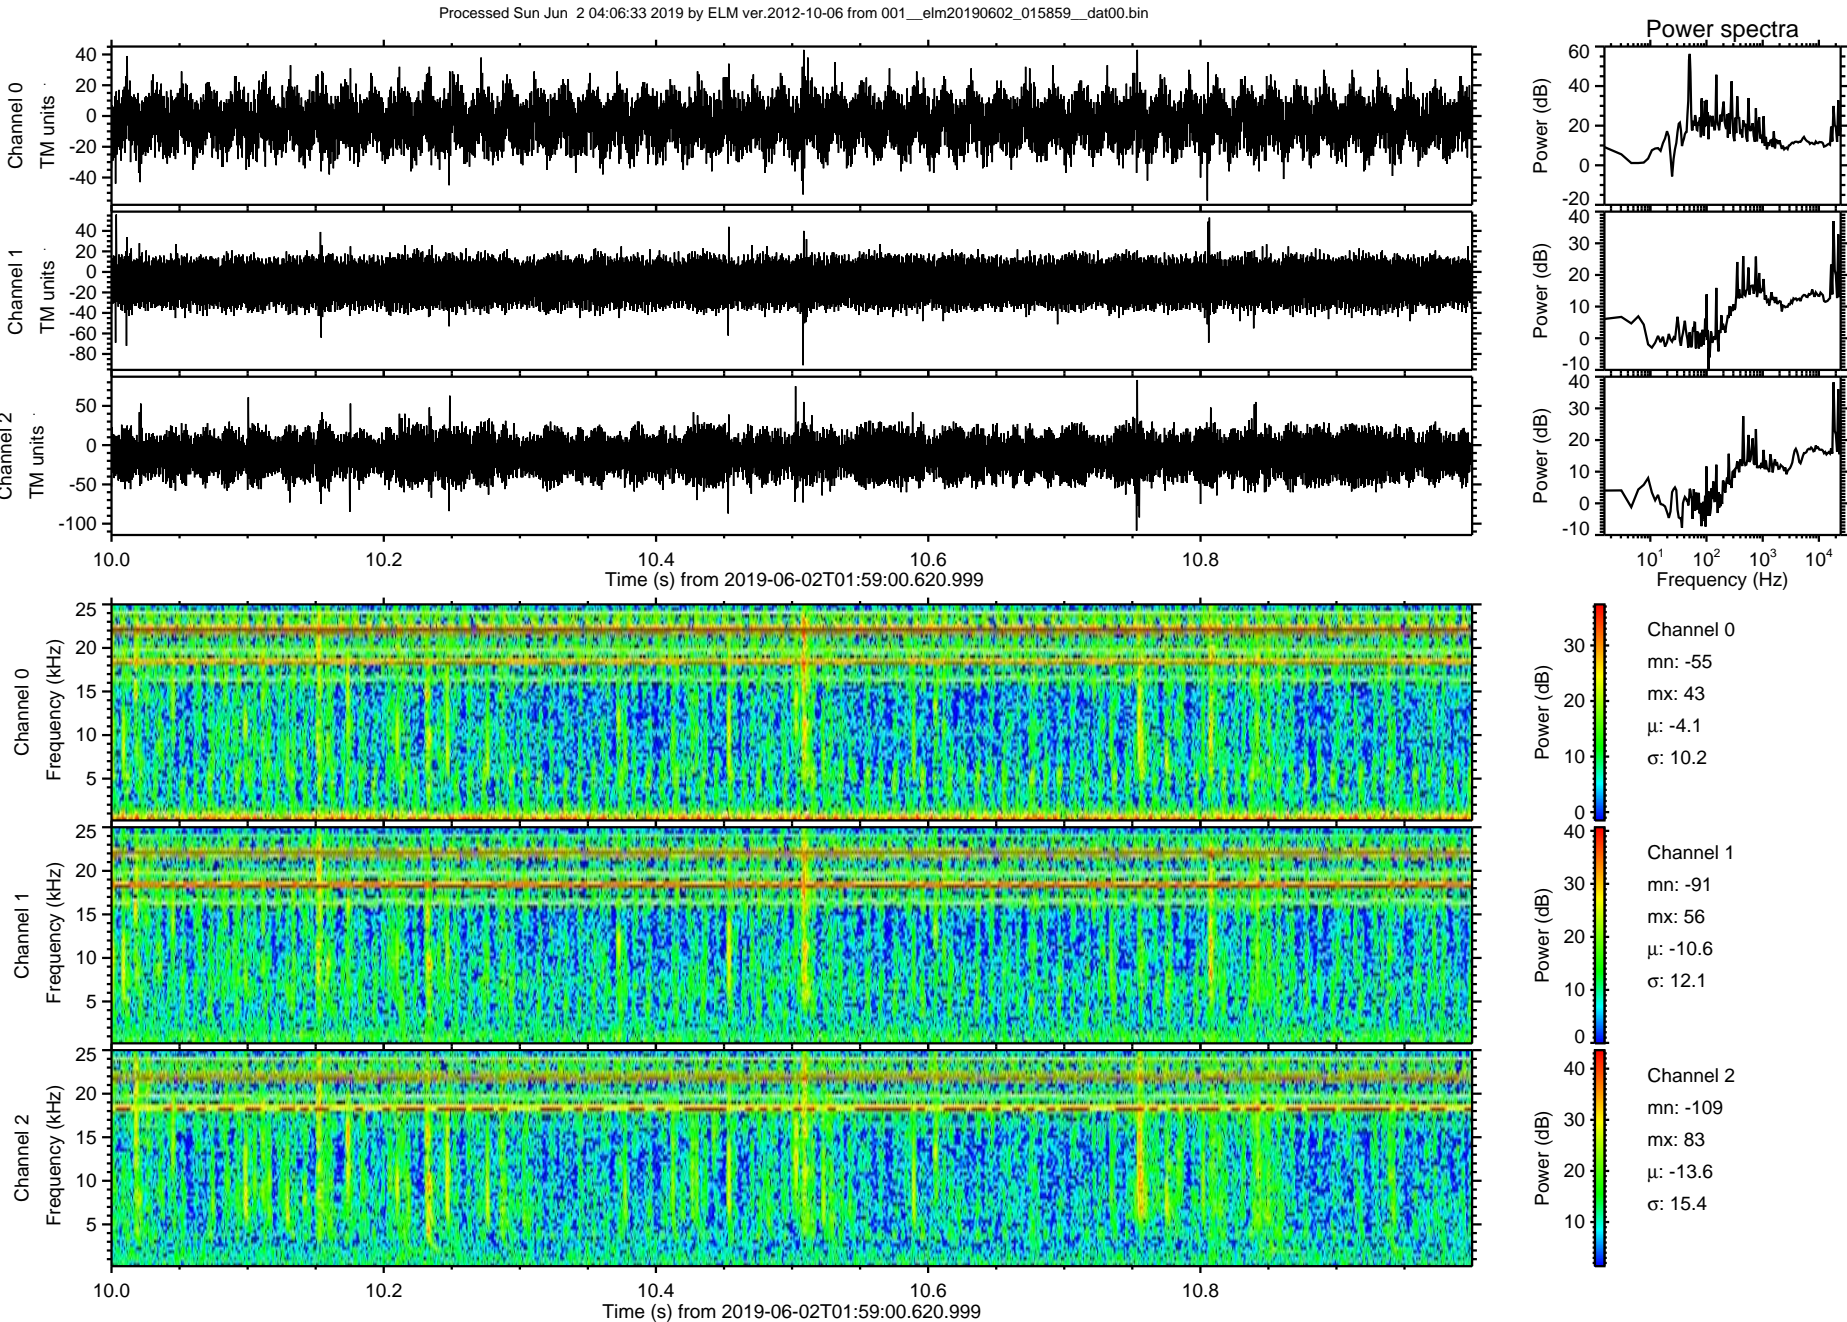 Processed Sun Jun 2 04:06:33 2019 by ELM ver.2012-10-06 from 001__elm20190602_015859__dat00.bin
Power spectra
Channel 0
TM units
40
20
0
-20
-40
Power (dB)
60
40
20
0
-20
Channel 1
TM units
40
20
0
-20
-40
-60
-80
Power (dB)
40
30
20
10
0
-10
Channel 2
TM units
50
0
-50
-100
Power (dB)
40
30
20
10
0
-10
10.0 10.2 10.4 10.6 10.8
Time (s) from 2019-06-02T01:59:00.620.999
10^1 10^2 10^3 10^4
Frequency (Hz)
Channel 0
Frequency (kHz)
25
20
15
10
5
Power (dB)
30
20
10
0
Channel 0
mn: -55
mx: 43
μ: -4.1
σ: 10.2
Channel 1
Frequency (kHz)
25
20
15
10
5
Power (dB)
40
30
20
10
0
Channel 1
mn: -91
mx: 56
μ: -10.6
σ: 12.1
Channel 2
Frequency (kHz)
25
20
15
10
5
Power (dB)
40
30
20
10
Channel 2
mn: -109
mx: 83
μ: -13.6
σ: 15.4
10.0 10.2 10.4 10.6 10.8
Time (s) from 2019-06-02T01:59:00.620.999